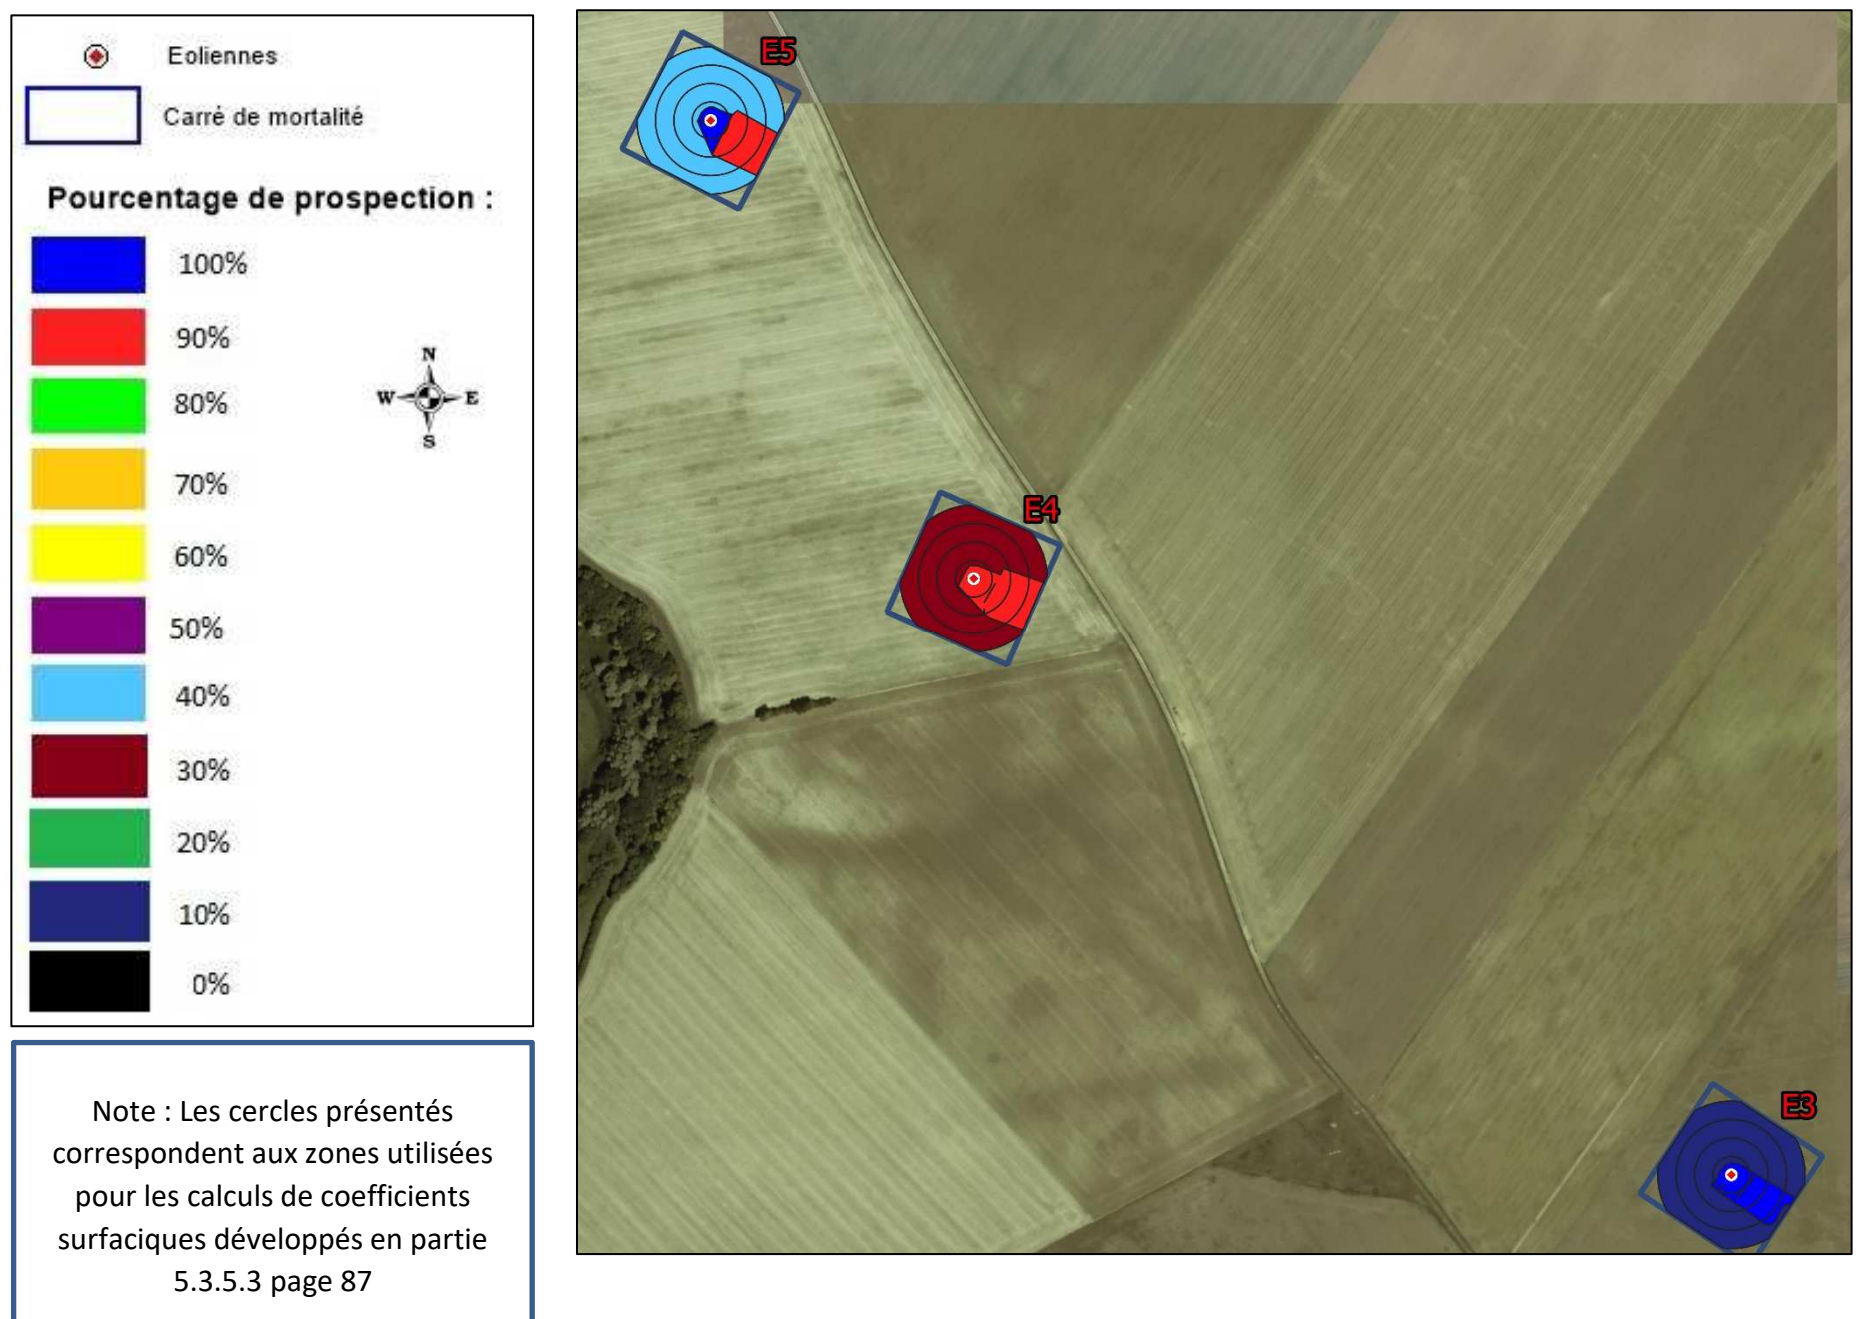 Eoliennes
Carré de mortalité
Pourcentage de prospection :
100%
90%
80%
70%
60%
50%
40%
30%
20%
10%
0%
N
W E
S
Note : Les cercles présentés
correspondent aux zones utilisées
pour les calculs de coefficients
surfaciques développés en partie
5.3.5.3 page 87
E5
E4
E3